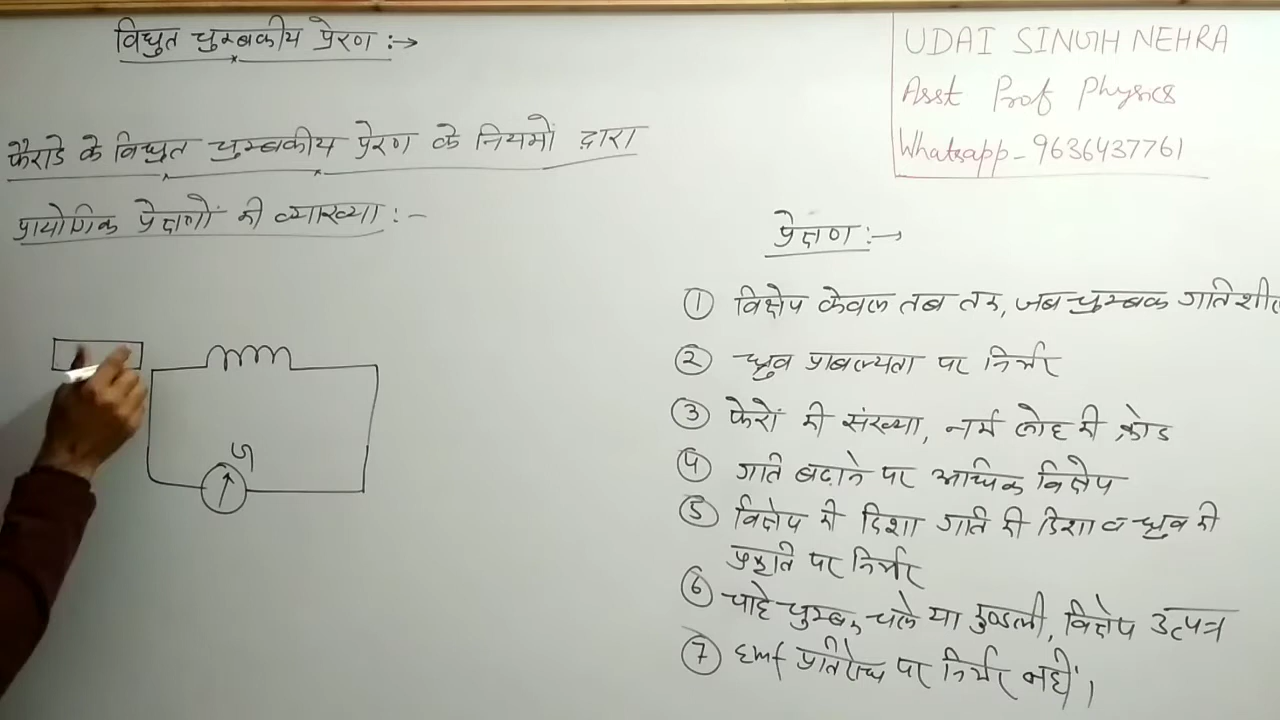 विधुत चुम्बकीय प्रेरण :→
UDAI SINGH NEHRA
Asst Prof Physics
Whatsapp - 9636437761
फैराडे के विधुत चुम्बकीय प्रेरण के नियमों द्वारा
प्रायोगिक प्रेक्षणों की व्याख्या :-
प्रेक्षण :→
① विक्षेप केवल तब तक, जब चुम्बक गतिशील
② ध्रुव प्राबल्यता पर निर्भर
③ फेरों की संख्या, नर्म लोह की क्रोड
④ गति बढाने पर अधिक विक्षेप
⑤ विक्षेप की दिशा गति की दिशा व ध्रुव की
प्रकृति पर निर्भर
⑥ चाहे चुम्बक चले या कुण्डली, विक्षेप उत्पन्न
⑦ emf प्रतिरोध पर निर्भर नहीं।
G